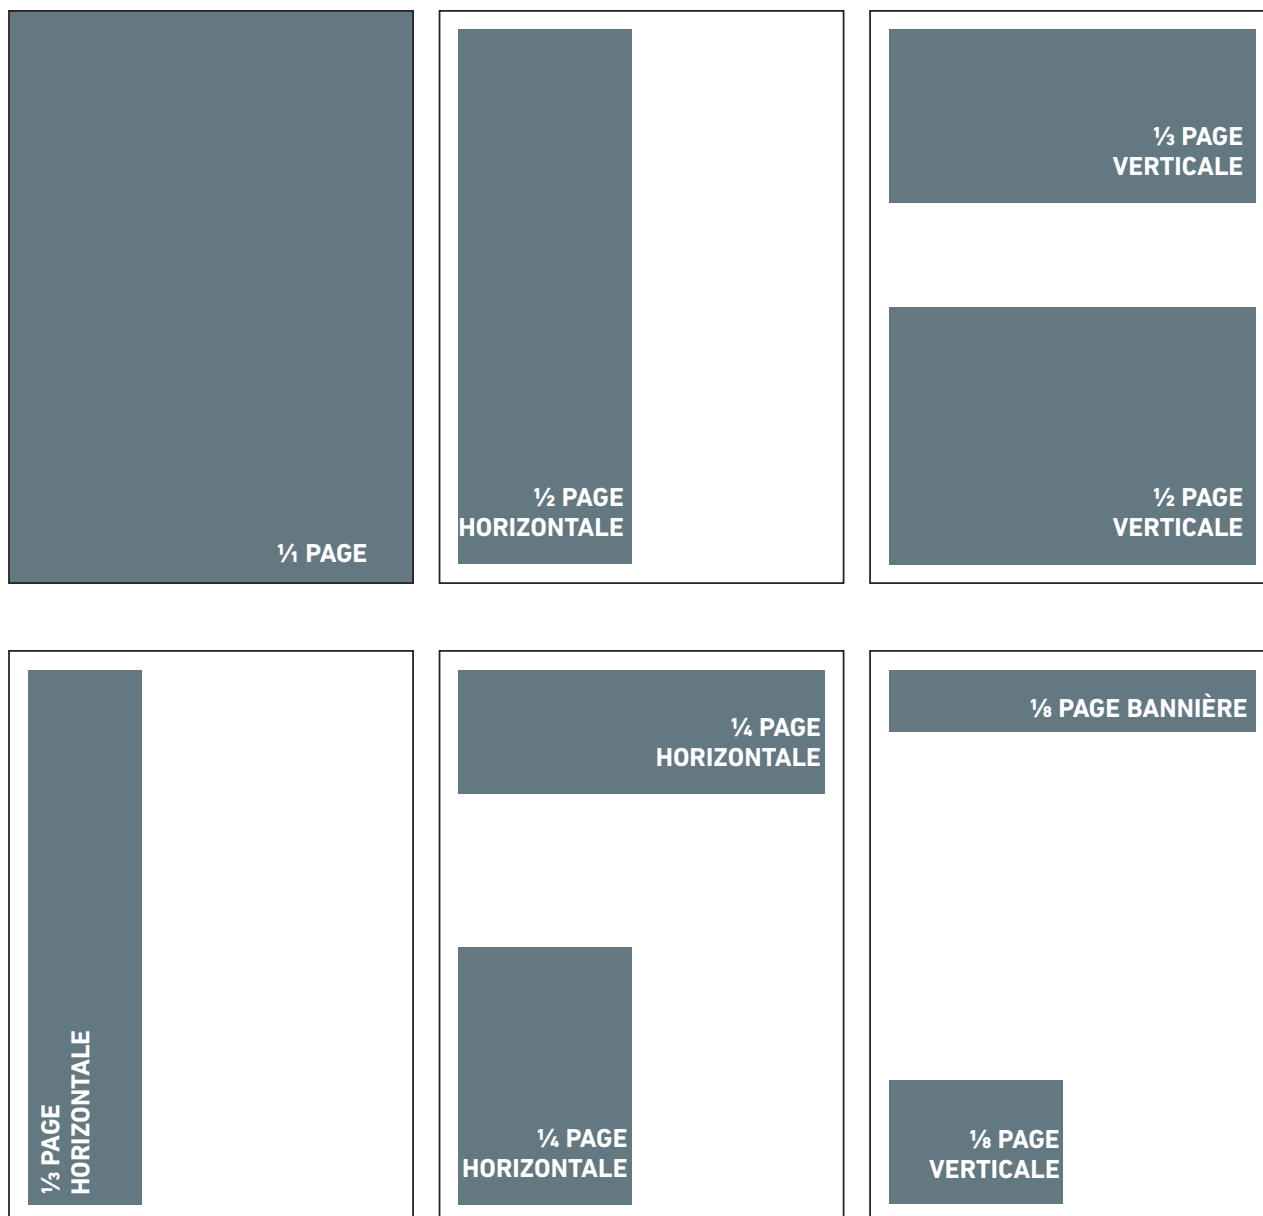 ⅟₁ PAGE
½ PAGE
HORIZONTALE
⅓ PAGE
VERTICALE
½ PAGE
VERTICALE
⅓ PAGE
HORIZONTALE
¼ PAGE
HORIZONTALE
¼ PAGE
HORIZONTALE
⅛ PAGE BANNIÈRE
⅛ PAGE
VERTICALE